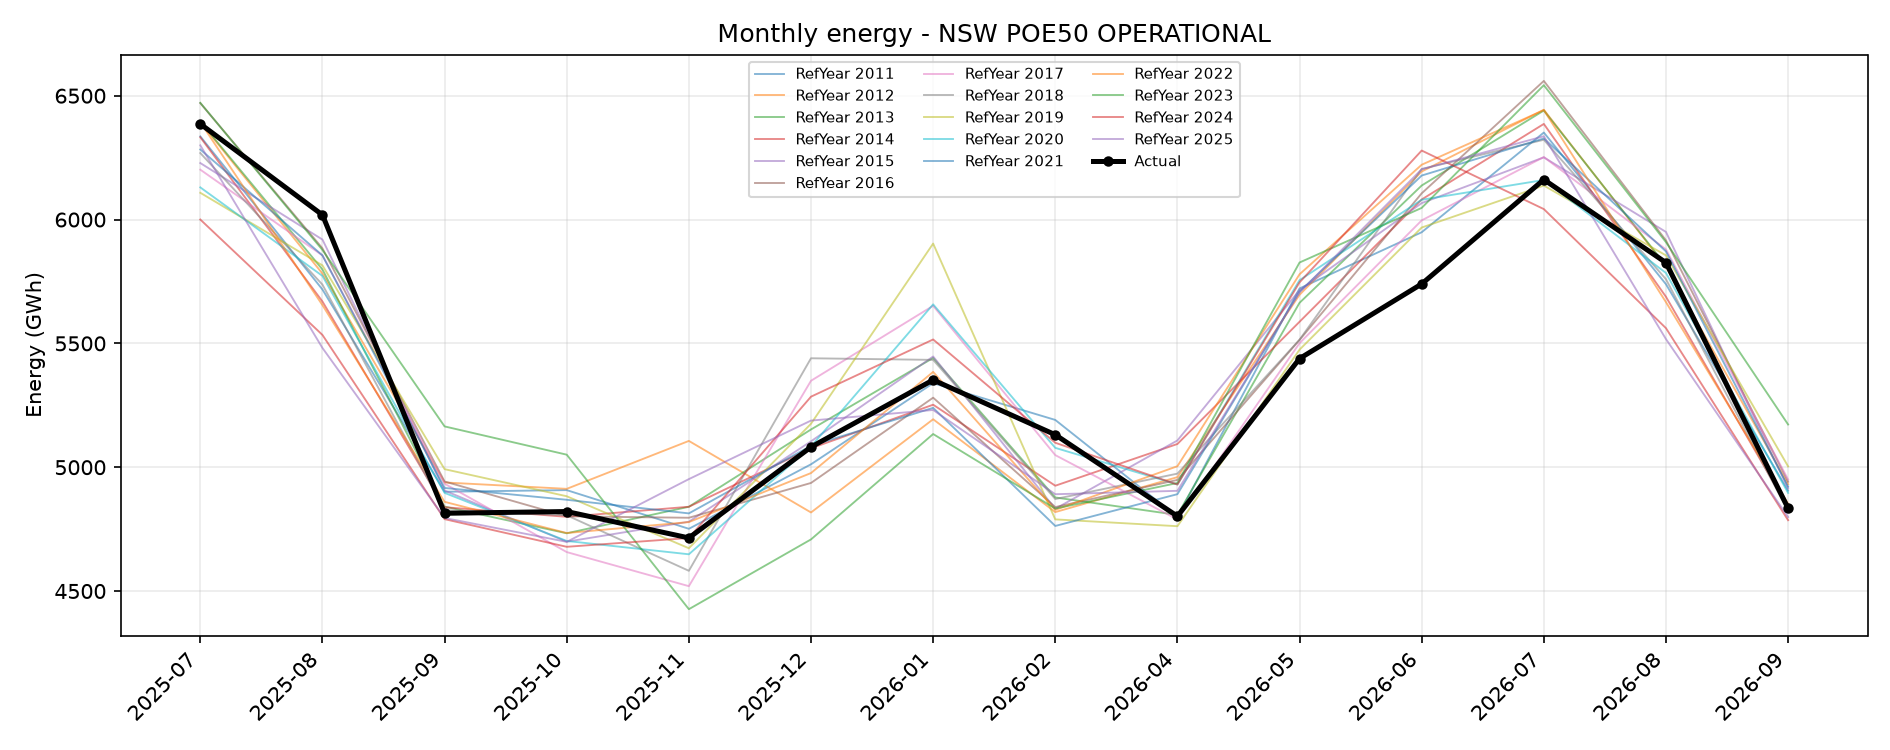 Monthly energy - NSW POE50 OPERATIONAL
RefYear 2011
RefYear 2012
RefYear 2013
RefYear 2014
RefYear 2015
RefYear 2016
RefYear 2017
RefYear 2018
RefYear 2019
RefYear 2020
RefYear 2021
RefYear 2022
RefYear 2023
RefYear 2024
RefYear 2025
Actual
Energy (GWh)
6500
6000
5500
5000
4500
2025-07
2025-08
2025-09
2025-10
2025-11
2025-12
2026-01
2026-02
2026-04
2026-05
2026-06
2026-07
2026-08
2026-09